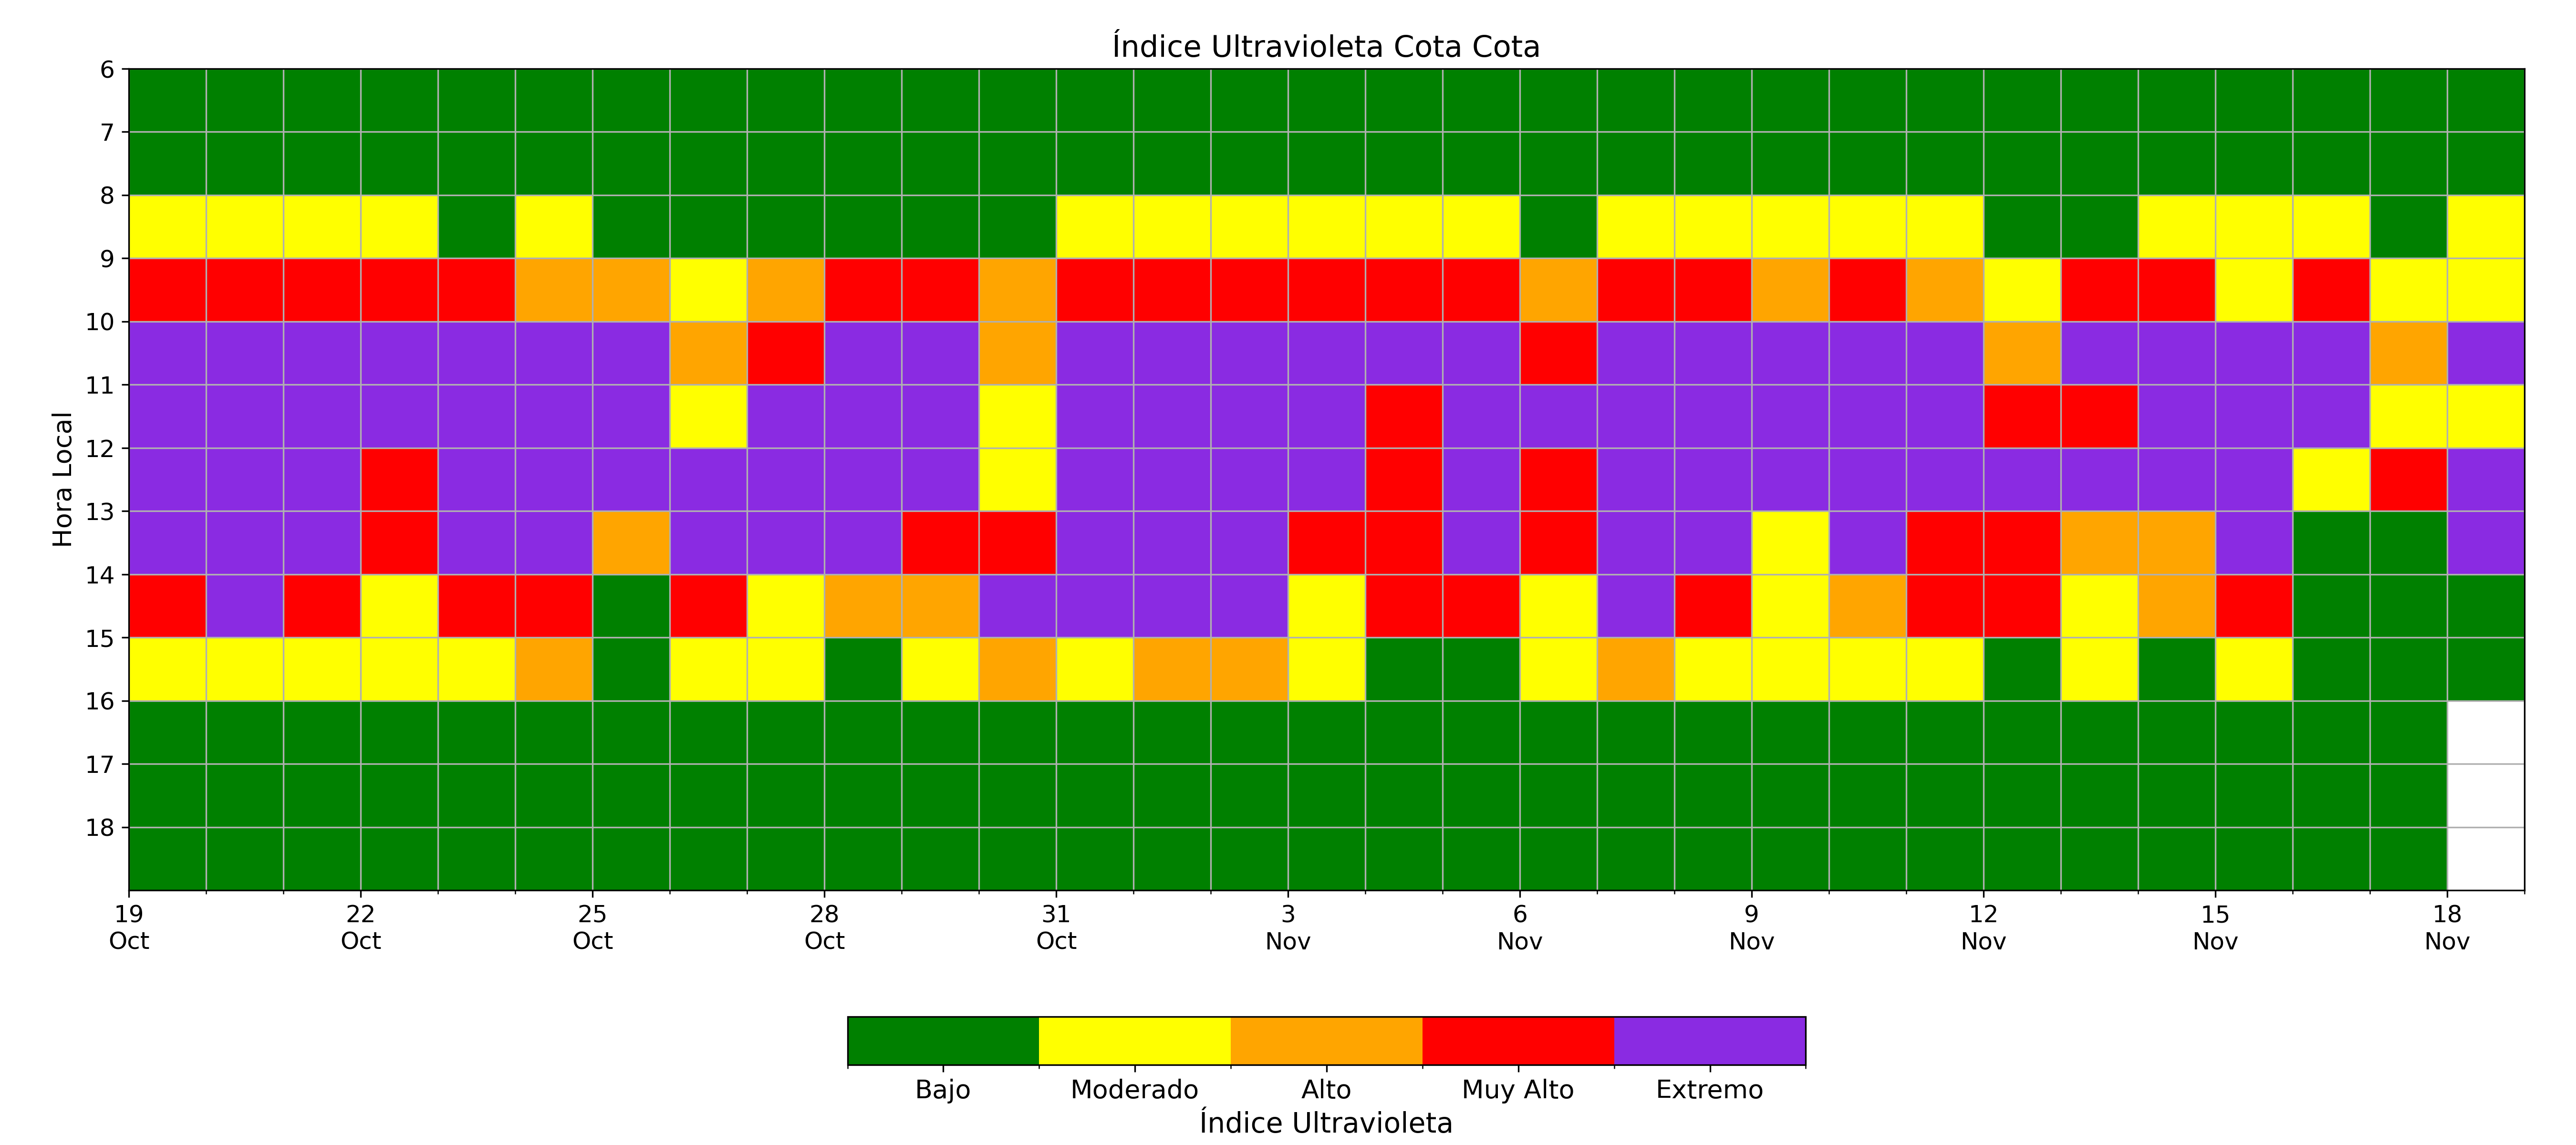 Índice Ultravioleta Cota Cota
6
7
8
9
10
11
12
13
14
15
16
17
18
Hora Local
19 22 25 28 31 3 6 9 12 15 18
Oct Oct Oct Oct Oct Nov Nov Nov Nov Nov Nov
Bajo Moderado Alto Muy Alto Extremo
Índice Ultravioleta